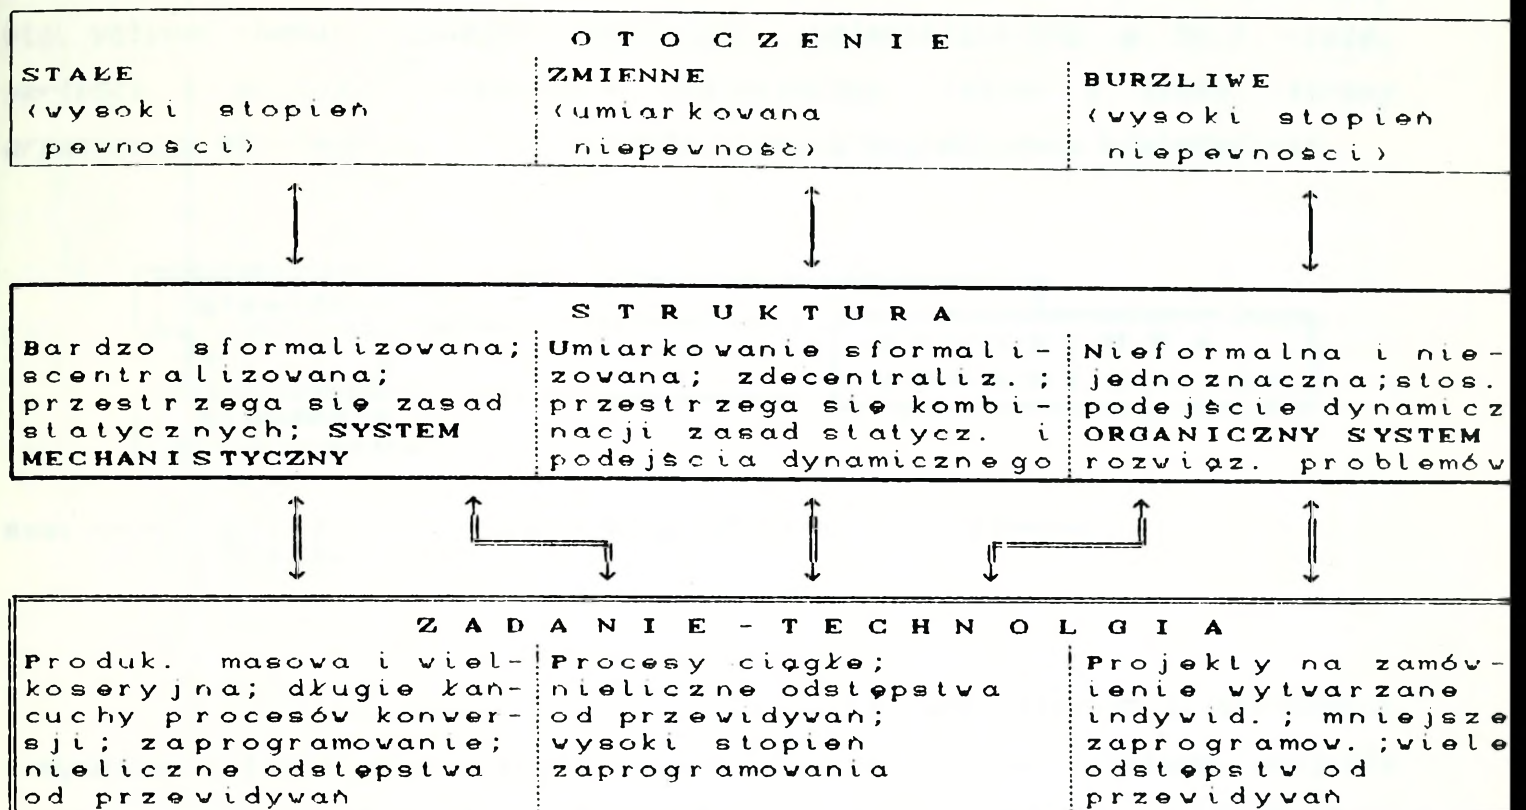 O T O C Z E N I E
STAŁE
(wysoki stopień
pewności)
ZMIENNE
(umiarkowana
niepewność)
BURZLIWE
(wysoki stopień
niepewności)
S T R U K T U R A
Bardzo sformalizowana;
scentralizowana;
przestrzega się zasad
statycznych; SYSTEM
MECHANISTYCZNY
Umiarkowanie sformali-
zowana; zdecentraliz.;
przestrzega się kombi-
nacji zasad statycz. i
podejścia dynamicznego
Nieformalna i nie-
jednoznaczna;stos.
podejście dynamicz
ORGANICZNY SYSTEM
rozwiąz. problemów
Z A D A N I E - T E C H N O L G I A
Produk. masowa i wiel-
koseryjna; długie łań-
cuchy procesów konwer-
sji; zaprogramowanie;
nieliczne odstępstwa
od przewidywań
Procesy ciągłe;
nieliczne odstępstwa
od przewidywań;
wysoki stopień
zaprogramowania
Projekty na zamów-
ienie wytwarzane
indywid.; mniejsze
zaprogramow.;wiele
odstępstw od
przewidywań